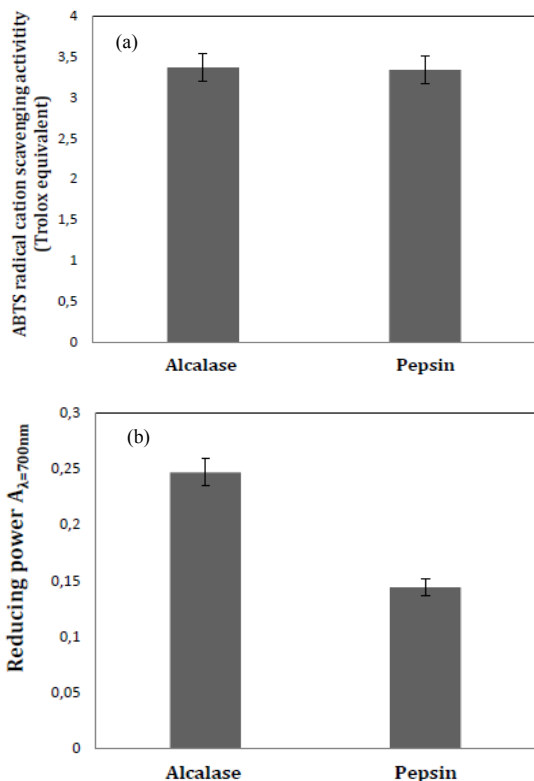 ABTS radical cation scavenging activitity
(Trolox equivalent)
(a)
4
3,5
3
2,5
2
1,5
1
0,5
0
Alcalase Pepsin
Reducing power Aλ=700nm
(b)
0,3
0,25
0,2
0,15
0,1
0,05
0
Alcalase Pepsin